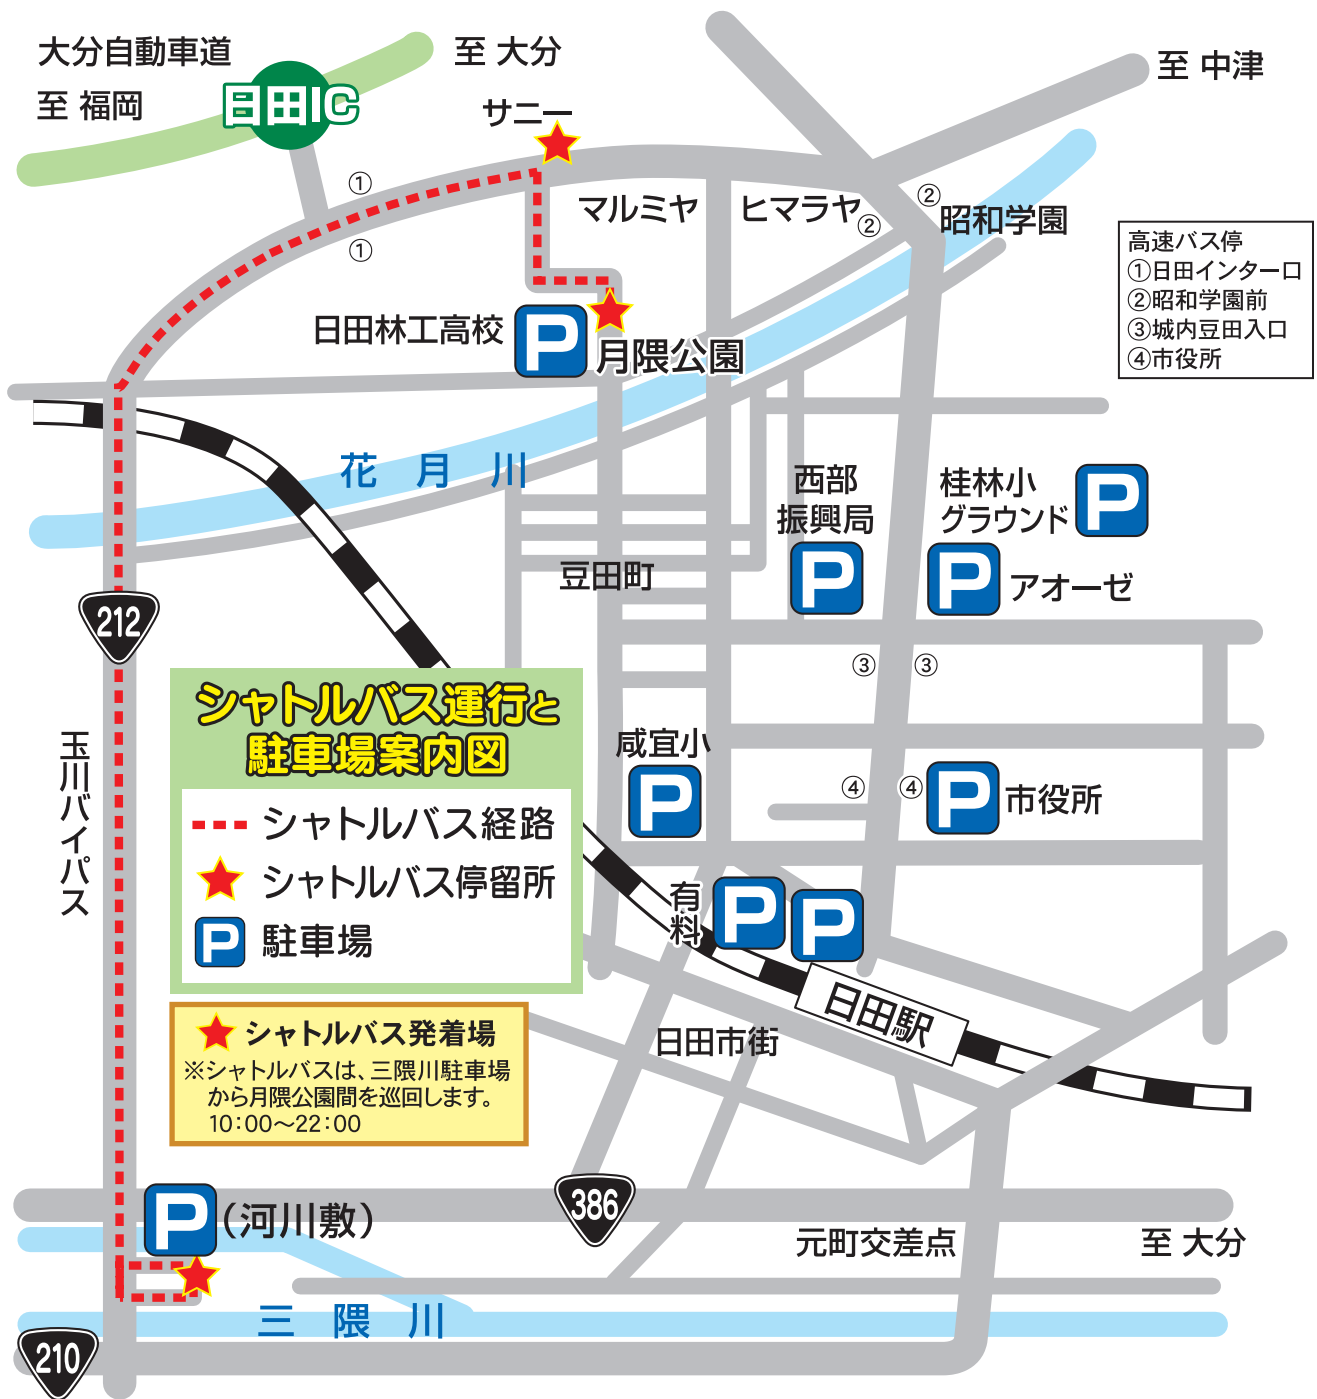 大分自動車道
至 大分
至 福岡
日田IC
サニー
至 中津
①
①
マルミヤ
ヒマラヤ
②
②
昭和学園
高速バス停
①日田インター口
②昭和学園前
③城内豆田入口
④市役所
日田林工高校
P
月隈公園
花月川
西部
振興局
P
桂林小
グラウンド
P
P
アオーゼ
豆田町
212
③
③
シャトルバス運行と
駐車場案内図
シャトルバス経路
シャトルバス停留所
P
駐車場
玉川バイパス
咸宜小
P
④
④
P
市役所
有料
P
P
日田駅
シャトルバス発着場
※シャトルバスは、三隈川駐車場
から月隈公園間を巡回します。
10:00〜22:00
日田市街
386
P
(河川敷)
元町交差点
至 大分
三隈川
210